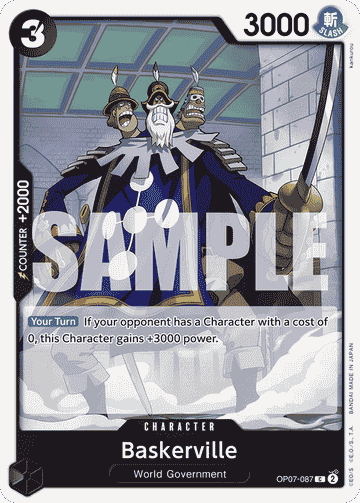 3
3000
斬
SLASH
kankurou
COUNTER +2000
SAMPLE
Your Turn If your opponent has a Character with a cost of
0, this Character gains +3000 power.
CHARACTER
Baskerville
World Government
OP07-087 C 2
©E.O./S. ©E.O./S., T.A. BANDAI MADE IN JAPAN